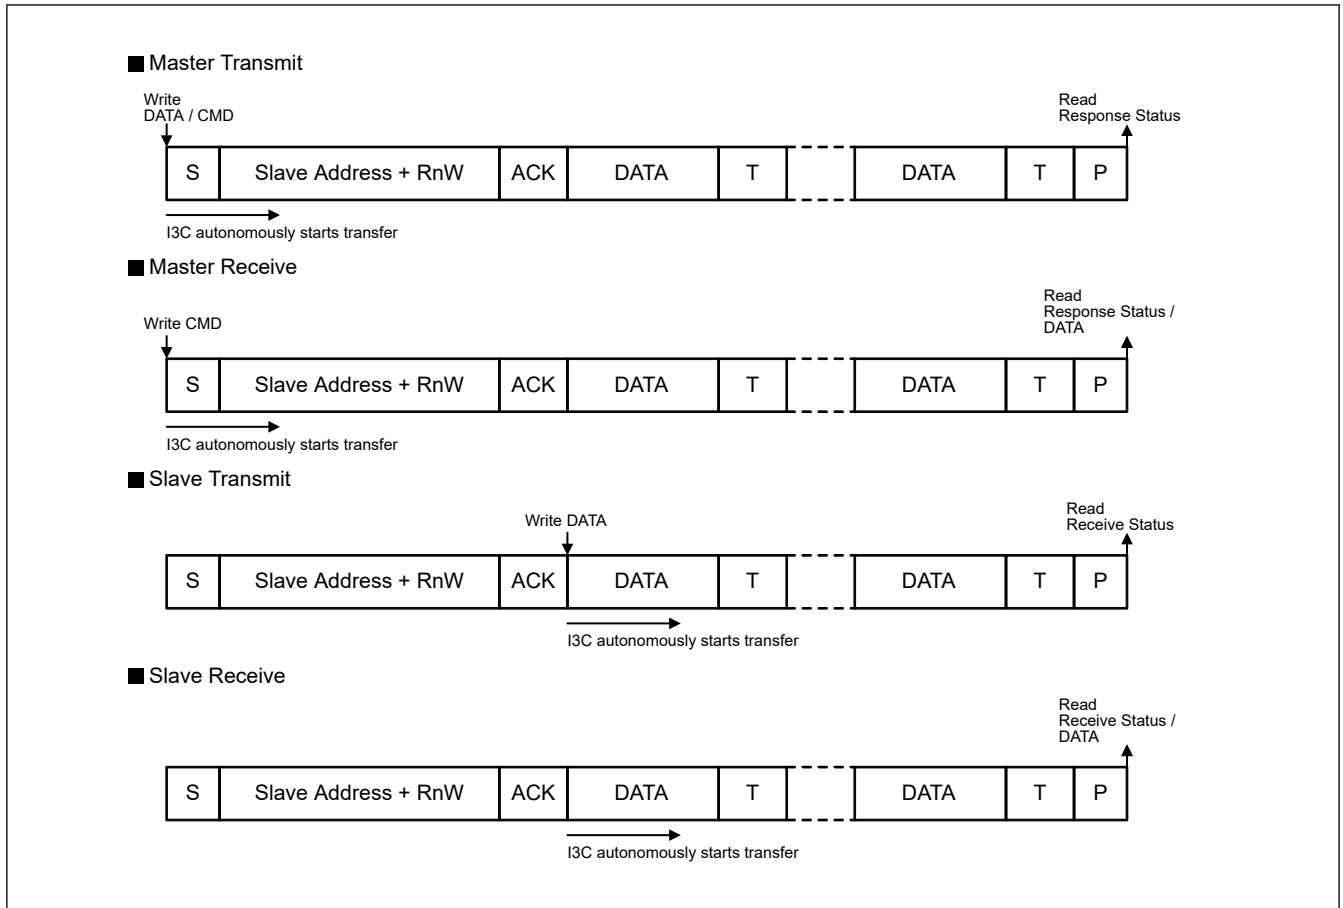 ■ Master Transmit
Write
DATA / CMD
Read
Response Status
S Slave Address + RnW ACK DATA T DATA T P
I3C autonomously starts transfer
■ Master Receive
Write CMD
Read
Response Status /
DATA
S Slave Address + RnW ACK DATA T DATA T P
I3C autonomously starts transfer
■ Slave Transmit
Write DATA
Read
Receive Status
S Slave Address + RnW ACK DATA T DATA T P
I3C autonomously starts transfer
■ Slave Receive
Read
Receive Status /
DATA
S Slave Address + RnW ACK DATA T DATA T P
I3C autonomously starts transfer